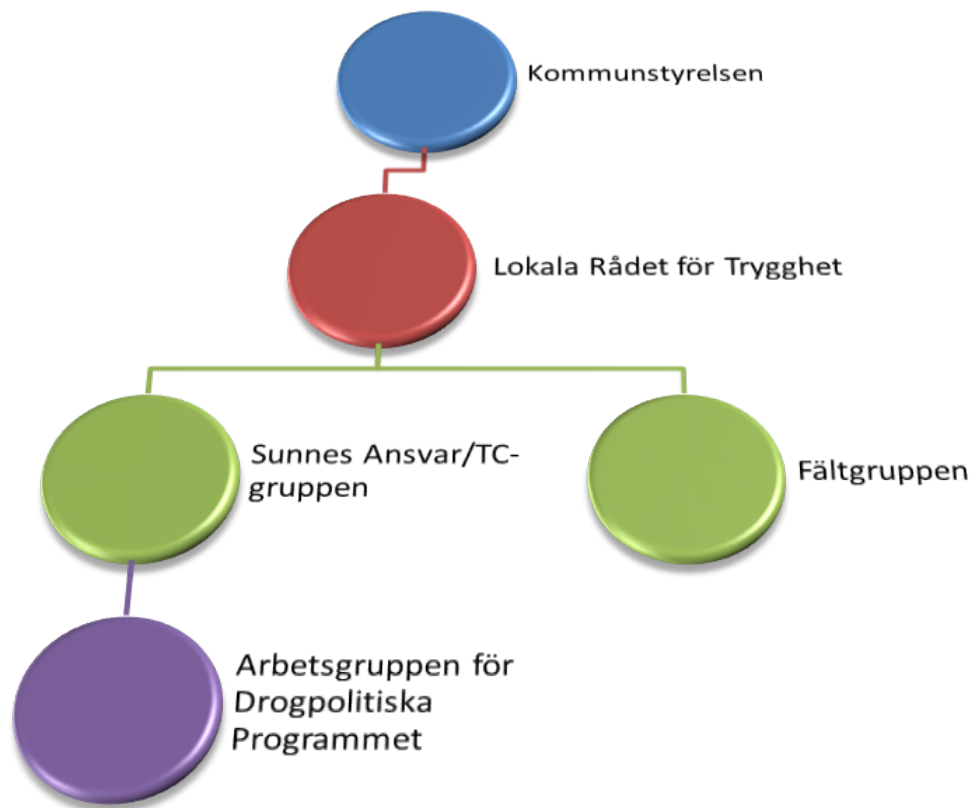 Kommunstyrelsen
Lokala Rådet för Trygghet
Sunnes Ansvar/TC-
gruppen
Fältgruppen
Arbetsgruppen för
Drogpolitiska
Programmet